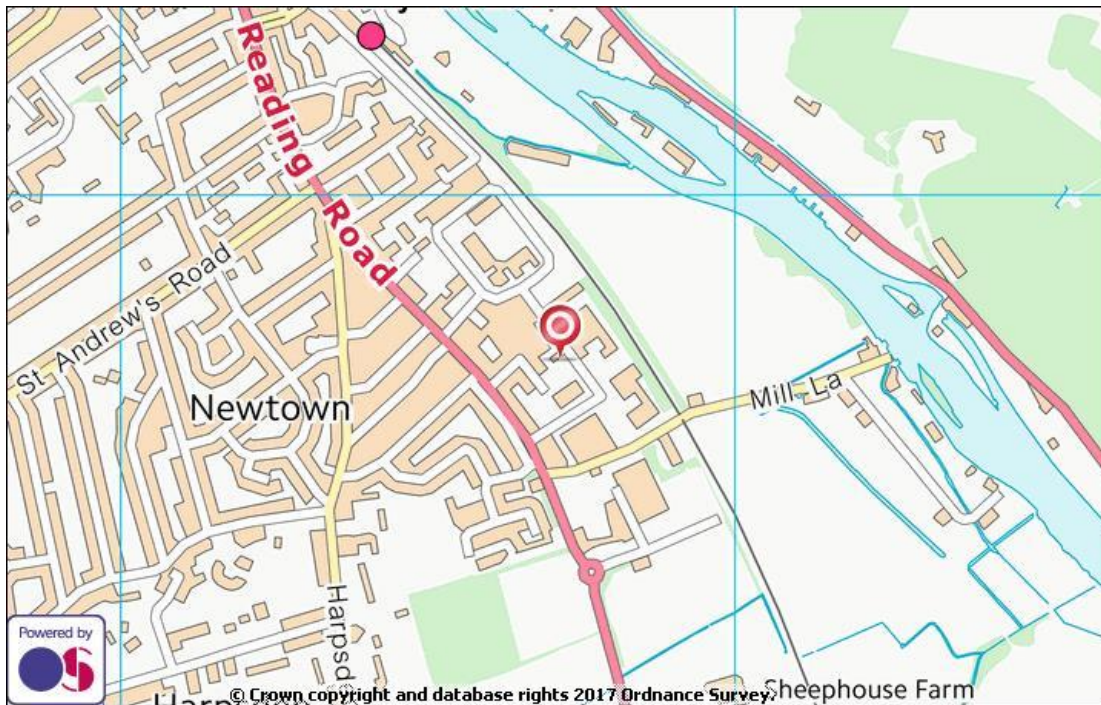 Reading Road
St Andrew's Road
Newtown
Mill La
Powered by
OS
© Crown copyright and database rights 2017 Ordnance Survey.
Sheephouse Farm